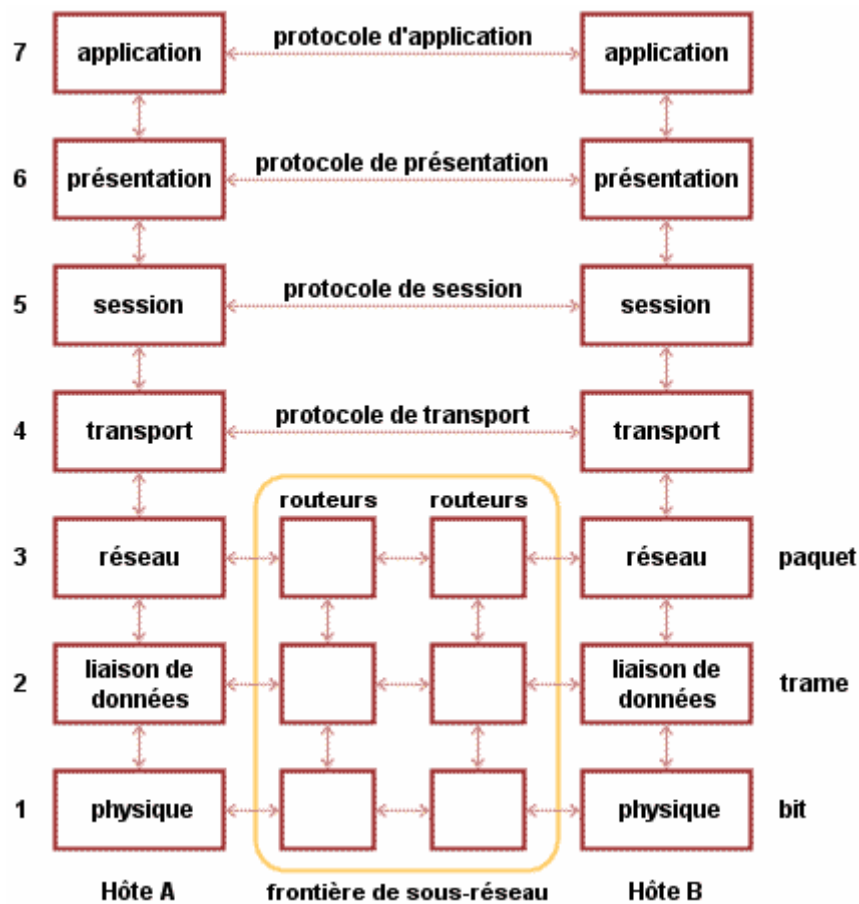 7 application protocole d'application application
6 présentation protocole de présentation présentation
5 session protocole de session session
4 transport protocole de transport transport
routeurs routeurs
3 réseau réseau paquet
2 liaison de données liaison de données trame
1 physique physique bit
Hôte A frontière de sous-réseau Hôte B